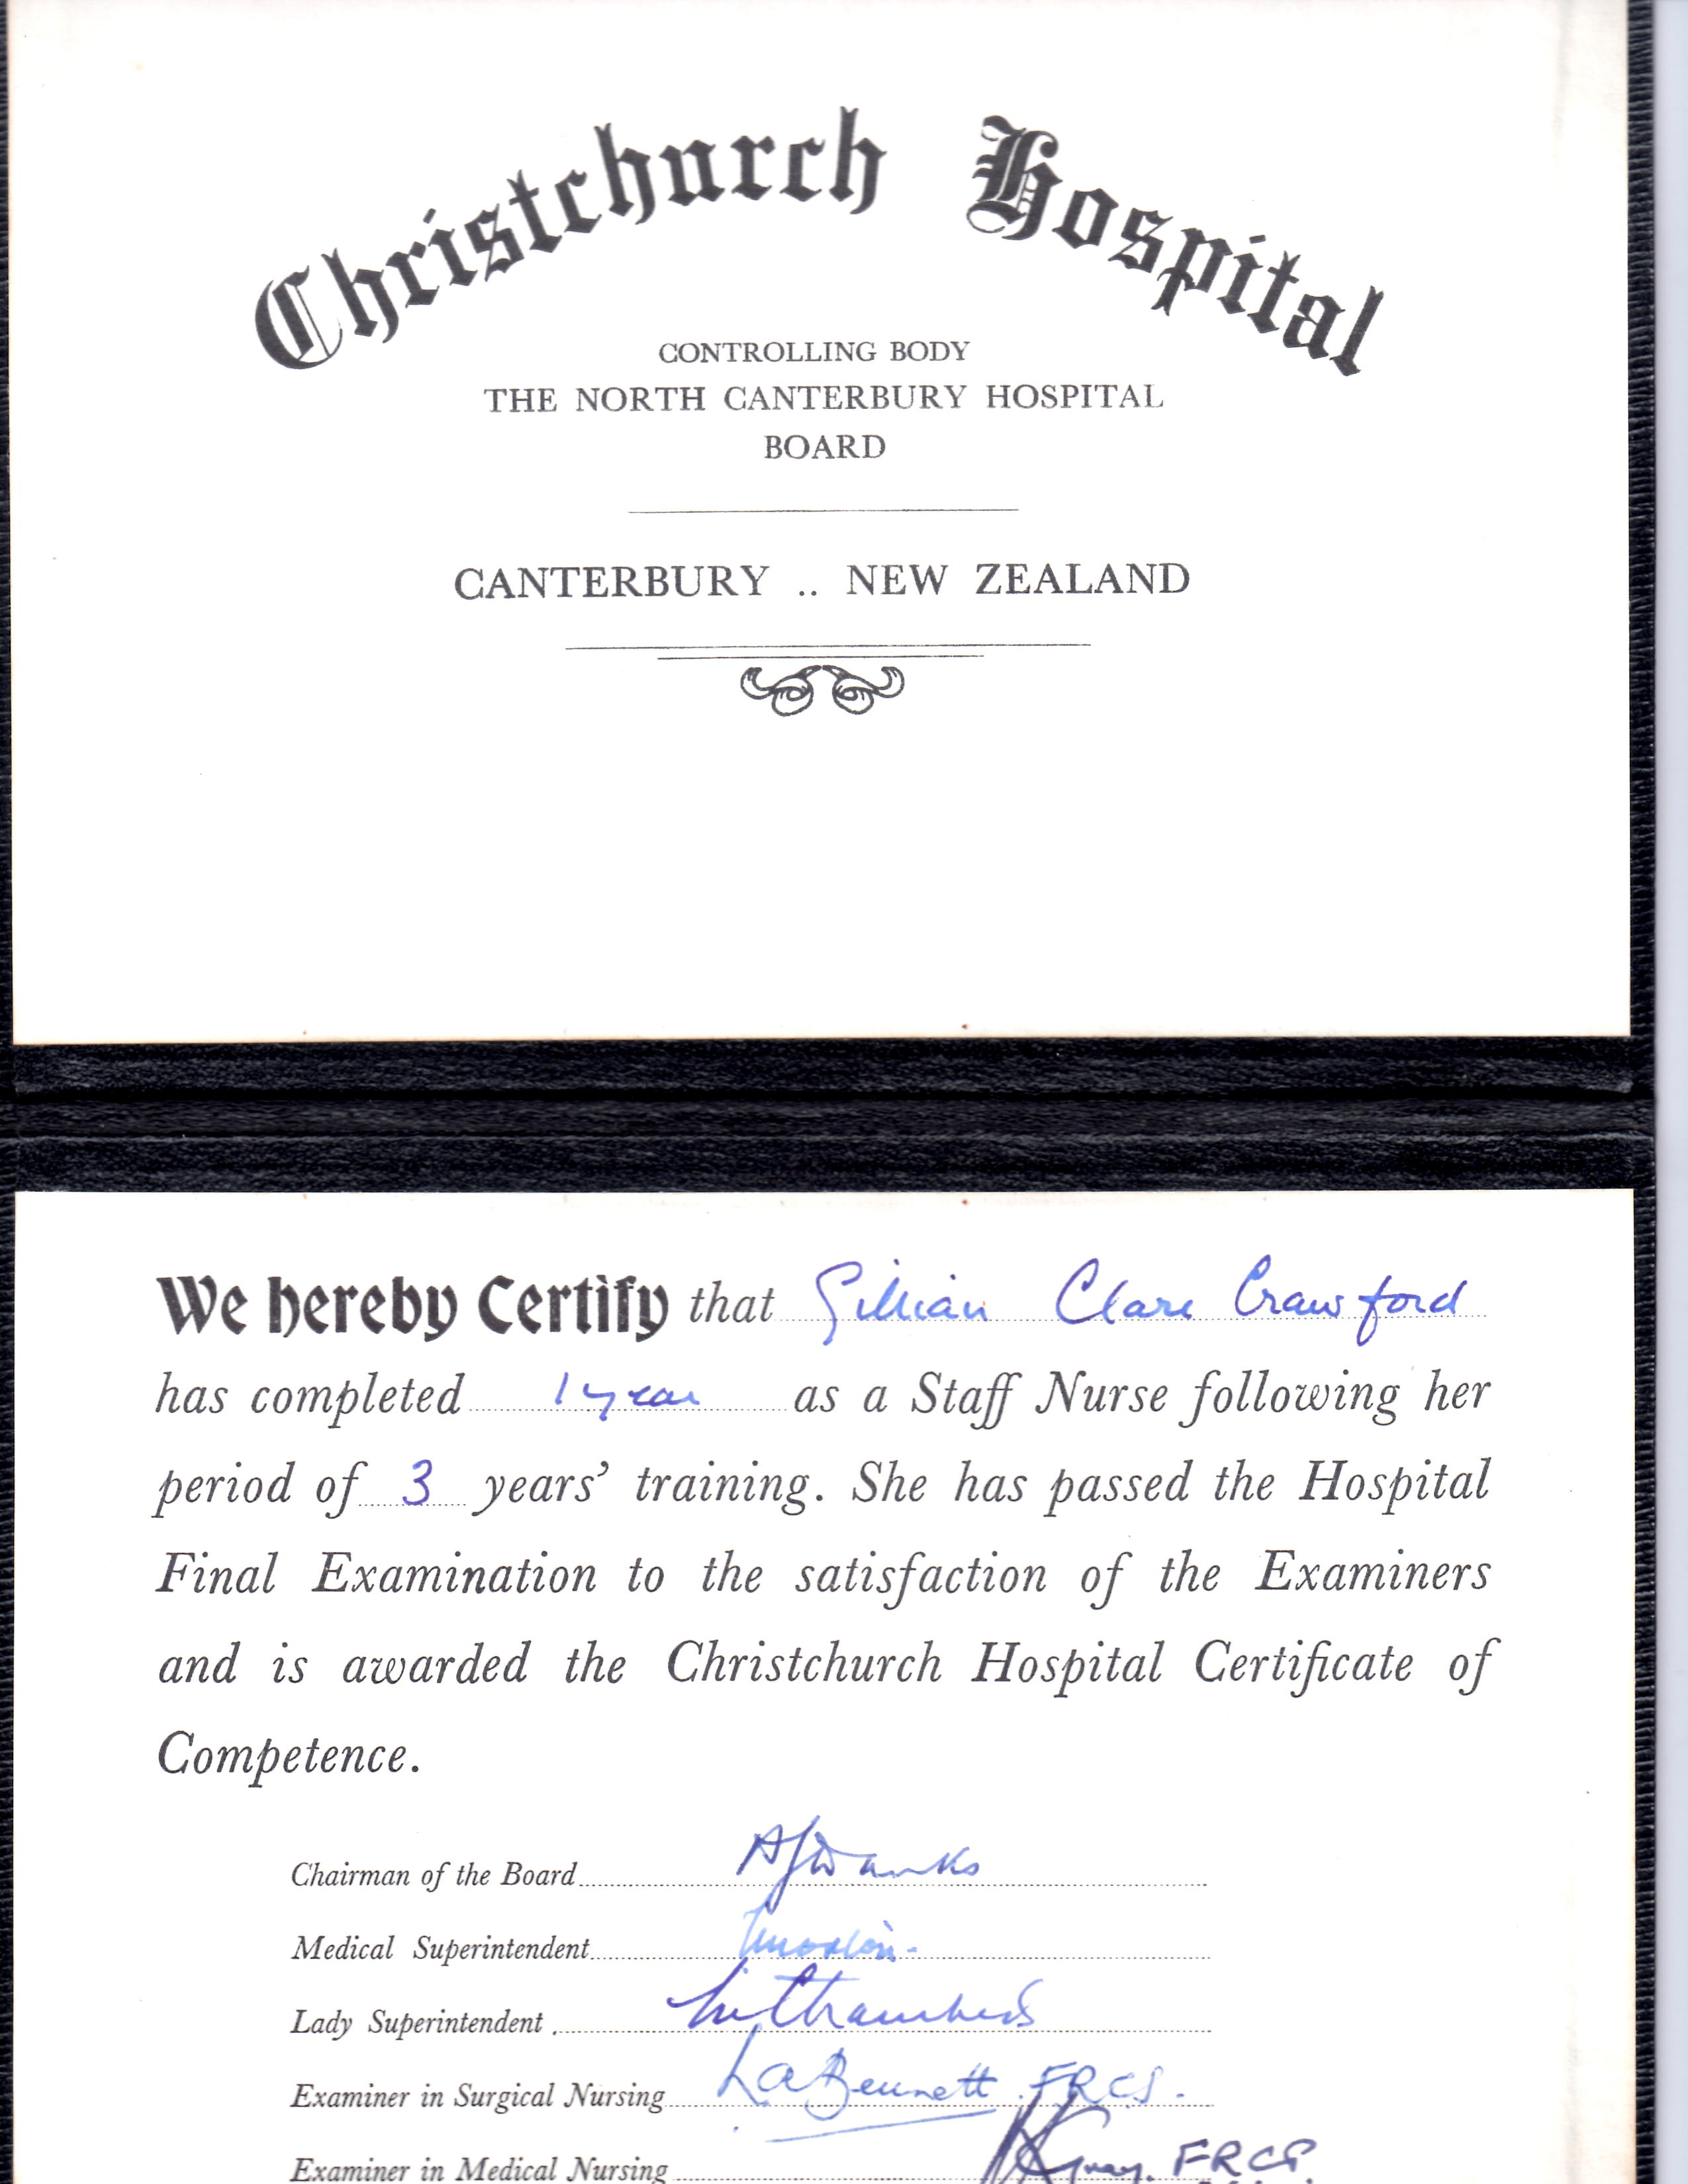 Christchurch Hospital
CONTROLLING BODY
THE NORTH CANTERBURY HOSPITAL
BOARD
CANTERBURY .. NEW ZEALAND
We hereby Certify that Gillian Clare Crawford
has completed 1 year as a Staff Nurse following her
period of 3 years' training. She has passed the Hospital
Final Examination to the satisfaction of the Examiners
and is awarded the Christchurch Hospital Certificate of
Competence.
Chairman of the Board
Medical Superintendent
Lady Superintendent Chambers
Examiner in Surgical Nursing L A Bennett FRCS.
Examiner in Medical Nursing